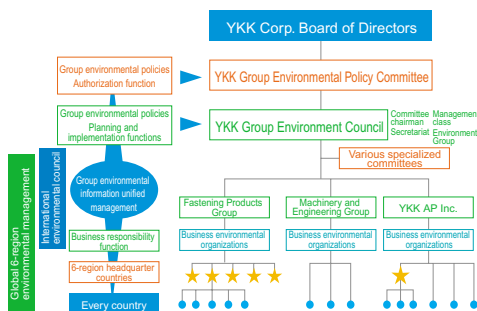 YKK Corp. Board of Directors
Group environmental policies
Authorization function
YKK Group Environmental Policy Committee
Group environmental policies
Planning and
implementation functions
YKK Group Environment Council
Committee
chairman
Secretariat
Management
class
Environment
Group
Various specialized
committees
Global 6-region
environmental management
International
environmental council
Group environmental
information unified
management
Fastening Products
Group
Machinery and
Engineering Group
YKK AP Inc.
Business responsibility
function
Business environmental
organizations
Business environmental
organizations
Business environmental
organizations
6-region headquarter
countries
Every country